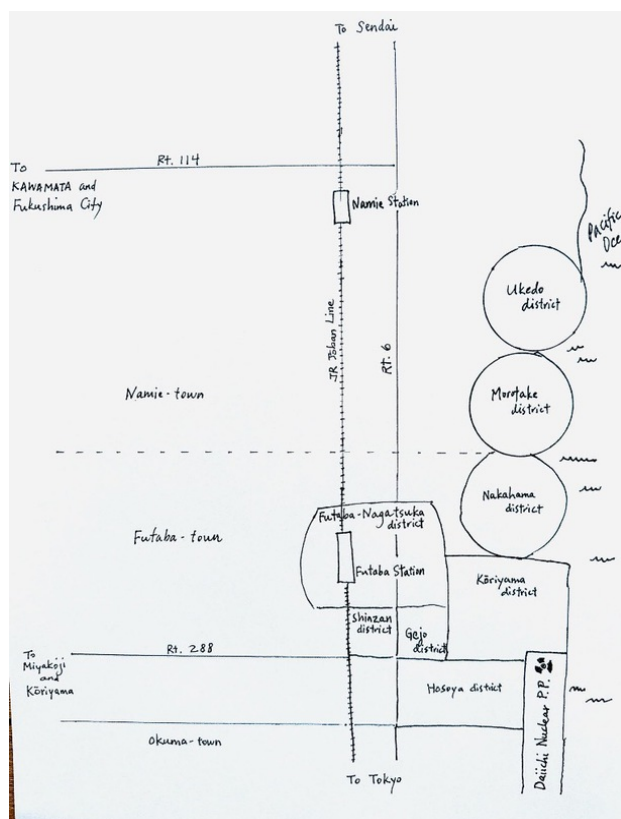 To Sendai
Rt. 114
To
KAWAMATA and
Fukushima City
Namie Station
Pacific
Oce
Ukedo
district
JR Joban Line
Rt. 6
Namie-town
Morotake
district
Nakahama
district
Futaba-Nagatsuka
district
Futaba-town
Futaba Station
Kōriyama
district
Shinzan
district
Gejo
district
To
Miyakoji
and
Kōriyama
Rt. 288
Hosoya district
Daiichi Nuclear P.P.
Okuma-town
To Tokyo